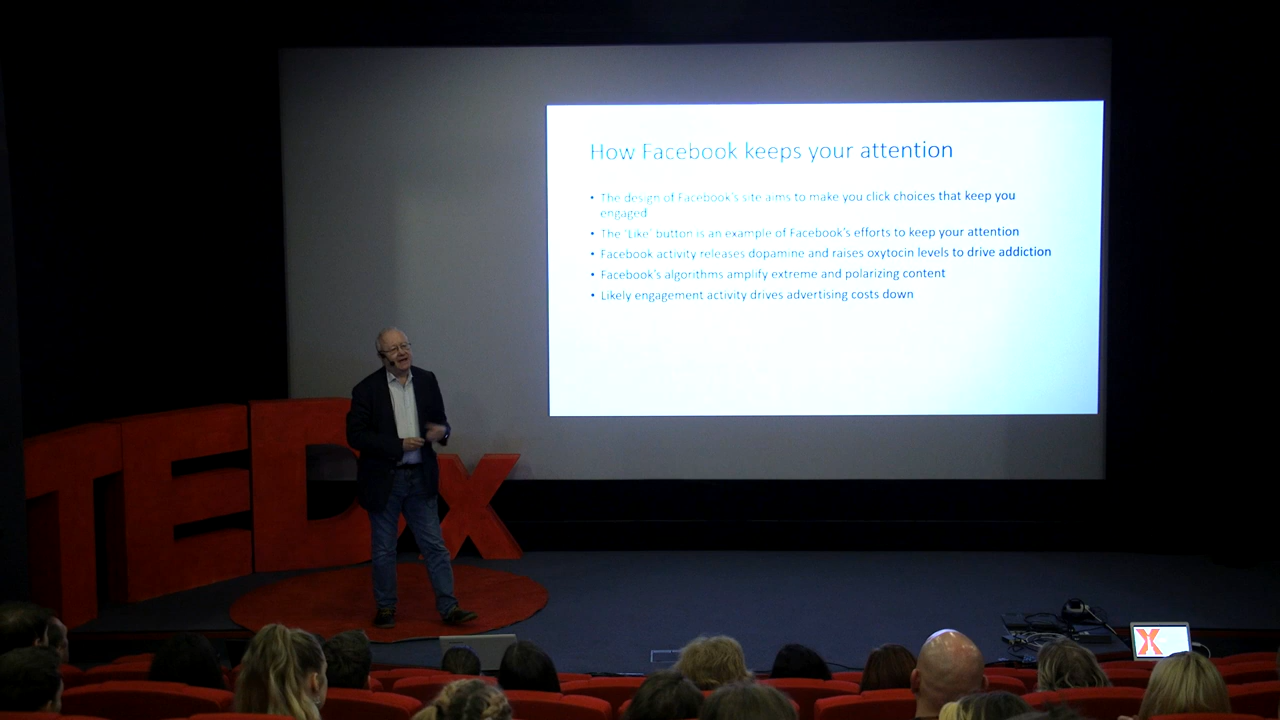 How Facebook keeps your attention
• The design of Facebook's site aims to make you click choices that keep you
engaged
• The 'Like' button is an example of Facebook's efforts to keep your attention
• Facebook activity releases dopamine and raises oxytocin levels to drive addiction
• Facebook's algorithms amplify extreme and polarizing content
• Likely engagement activity drives advertising costs down
TEDx
X